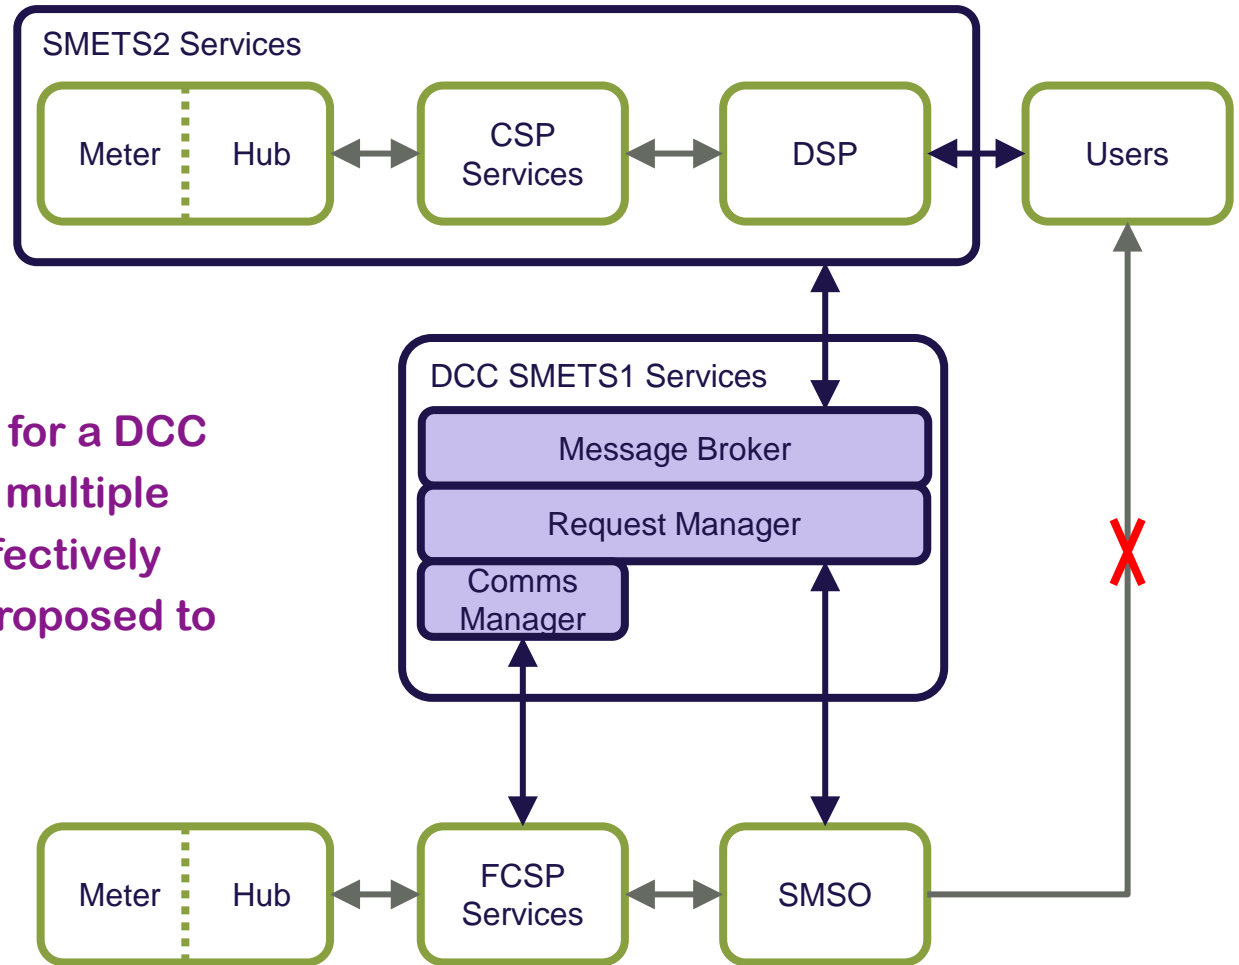 SMETS2 Services
Meter
Hub
CSP
Services
DSP
Users
DCC SMETS1 Services
Message Broker
Request Manager
Comms
Manager
for a DCC
multiple
fectively
roposed to
Meter
Hub
FCSP
Services
SMSO